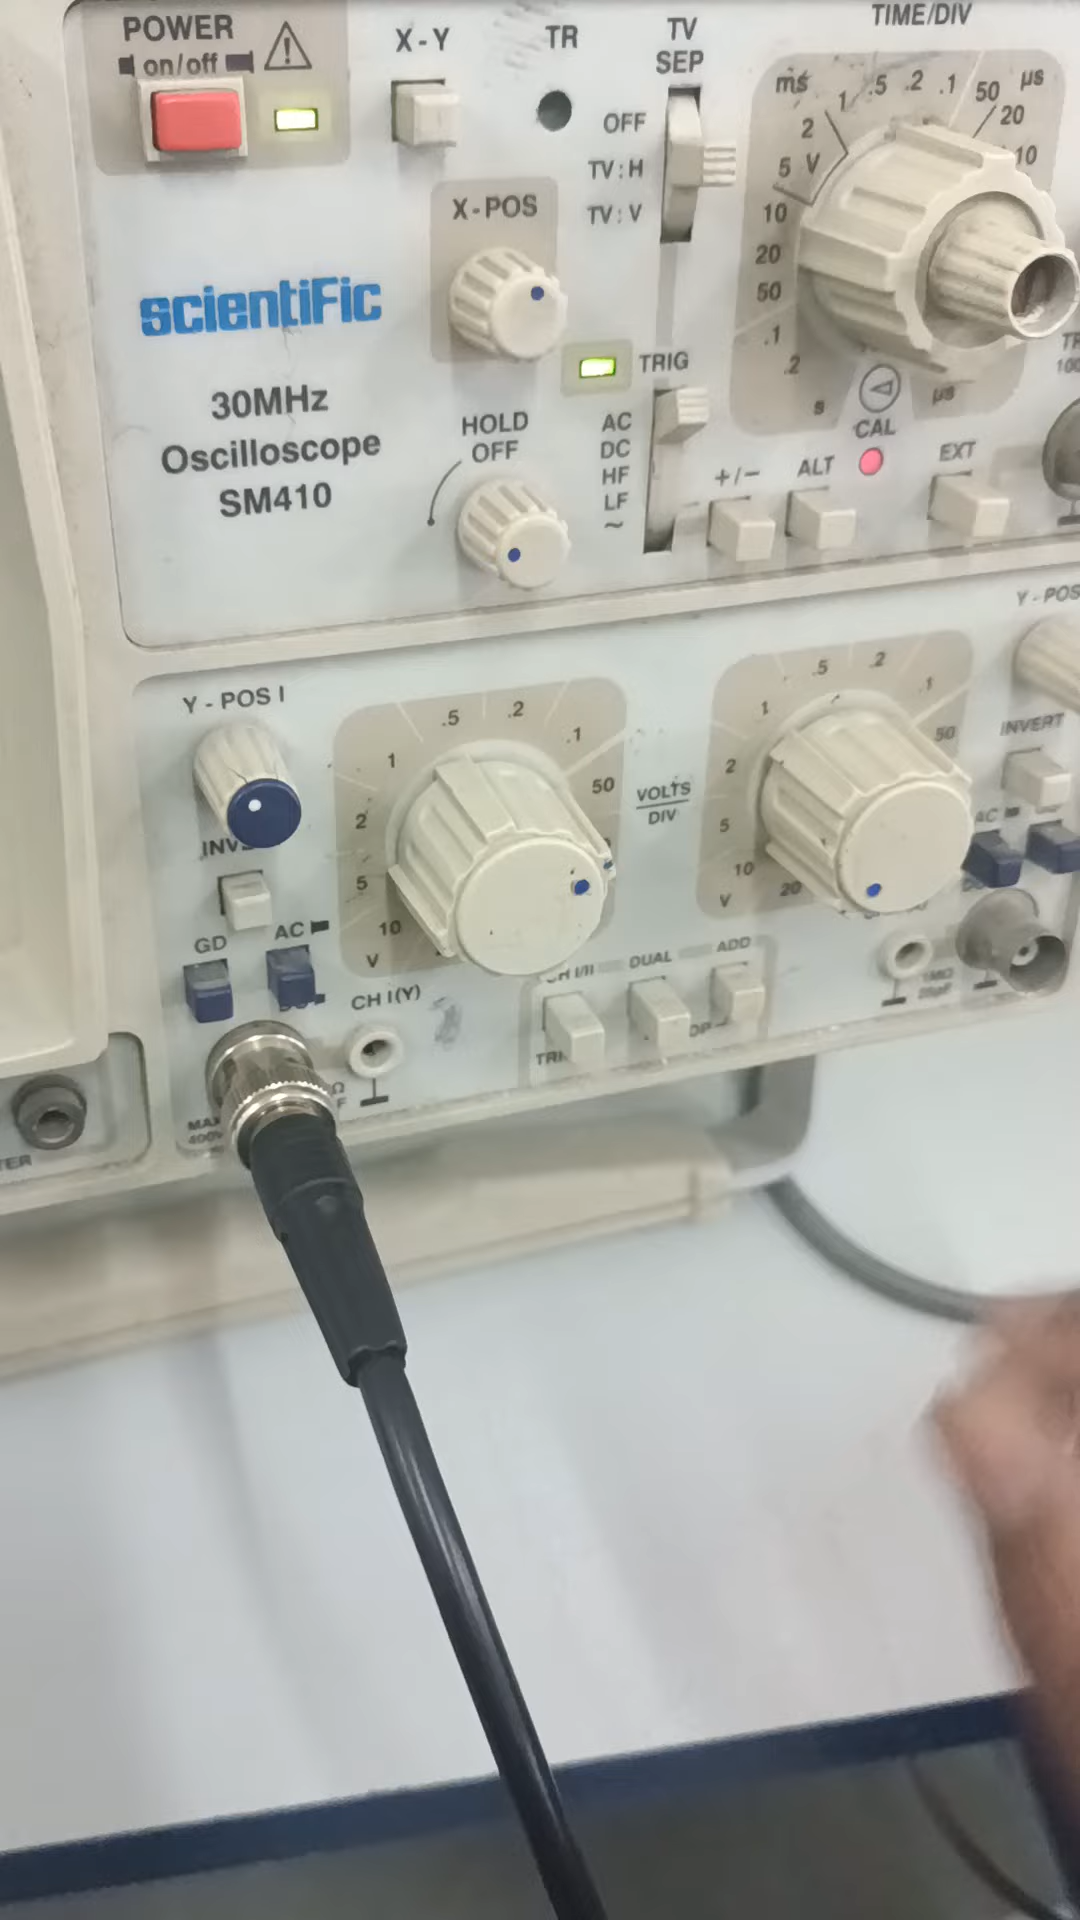 POWER
on/off
X-Y
TR
TV
SEP
OFF
TV:H
TV:V
TIME/DIV
ms
1
.5
.2
.1
50
µs
20
10
2
5
V
10
20
50
.1
.2
s
µs
X-POS
scientiFic
30MHz
Oscilloscope
SM410
TRIG
HOLD
OFF
AC
DC
HF
LF
~
+/-
ALT
CAL
EXT
Y-POS I
.5
.2
.1
1
50
2
5
10
V
VOLTS
DIV
.5
.2
.1
1
50
2
5
10
20
V
Y-POS
INVERT
AC
GD
AC
CH I(Y)
DUAL
ADD